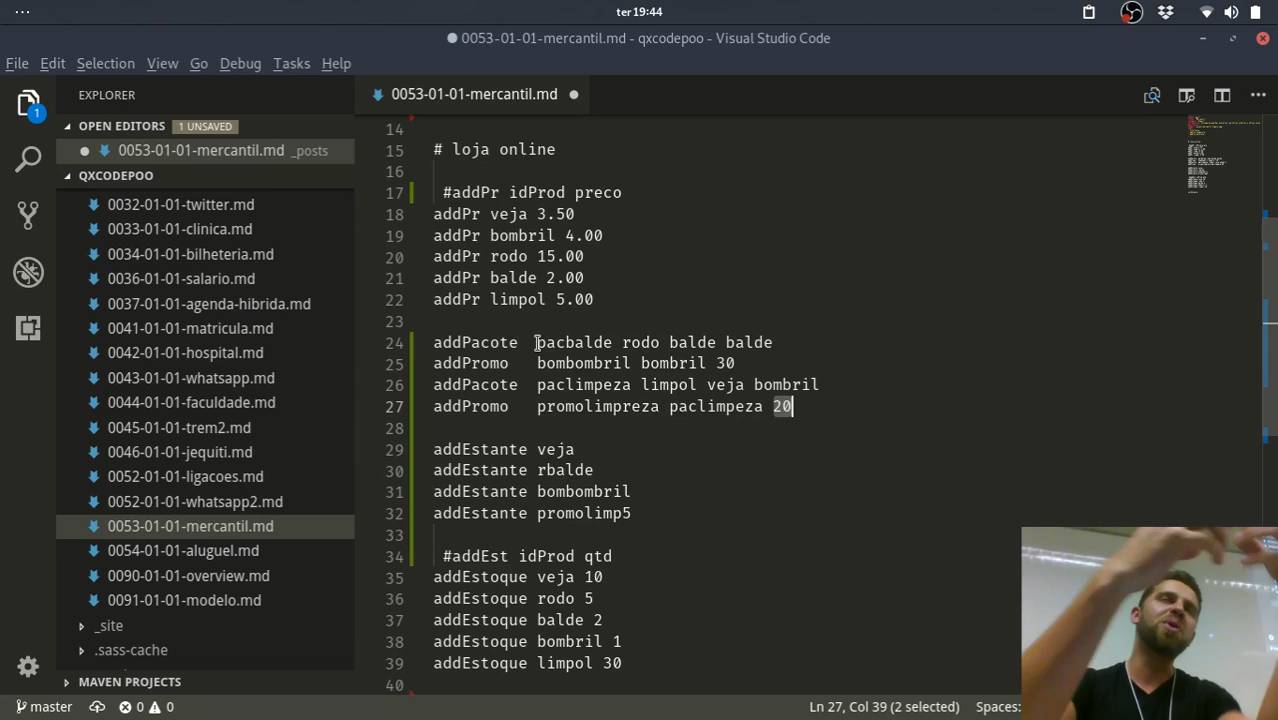 ter 19:44
0053-01-01-mercantil.md - qxcodepoo - Visual Studio Code
File Edit Selection View Go Debug Tasks Help
1
EXPLORER
OPEN EDITORS 1 UNSAVED
0053-01-01-mercantil.md _posts
QXCODEPOO
0032-01-01-twitter.md
0033-01-01-clinica.md
0034-01-01-bilheteria.md
0036-01-01-salario.md
0037-01-01-agenda-hibrida.md
0041-01-01-matricula.md
0042-01-01-hospital.md
0043-01-01-whatsapp.md
0044-01-01-faculdade.md
0045-01-01-trem2.md
0046-01-01-jequiti.md
0052-01-01-ligacoes.md
0052-01-01-whatsapp2.md
0053-01-01-mercantil.md
0054-01-01-aluguel.md
0090-01-01-overview.md
0091-01-01-modelo.md
_site
.sass-cache
MAVEN PROJECTS
0053-01-01-mercantil.md
14
15 # loja online
16
17 #addPr idProd preco
18 addPr veja 3.50
19 addPr bombril 4.00
20 addPr rodo 15.00
21 addPr balde 2.00
22 addPr limpol 5.00
23
24 addPacote pacbalde rodo balde balde
25 addPromo bombombril bombril 30
26 addPacote paclimpeza limpol veja bombril
27 addPromo promolimpreza paclimpeza 20
28
29 addEstante veja
30 addEstante rbalde
31 addEstante bombombril
32 addEstante promolimp5
33
34 #addEst idProd qtd
35 addEstoque veja 10
36 addEstoque rodo 5
37 addEstoque balde 2
38 addEstoque bombril 1
39 addEstoque limpol 30
40
master 0 0 Ln 27, Col 39 (2 selected) Spaces: